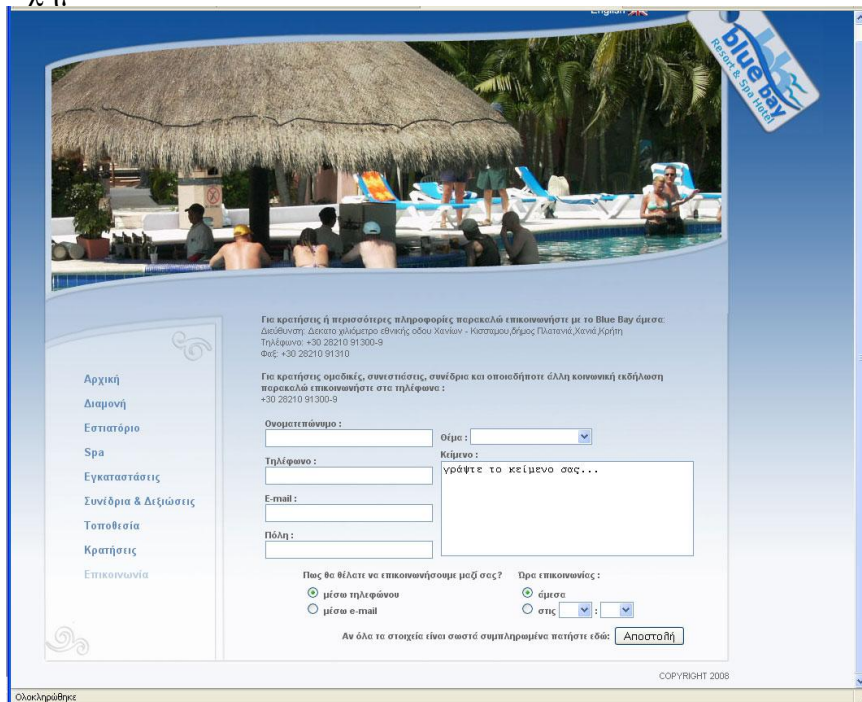 English
blue bay
Resort & Spa Hotel
Για κρατήσεις ή περισσότερες πληροφορίες παρακαλώ επικοινωνήστε με το Blue Bay άμεσα:
Διεύθυνση: Δεκατο χιλιόμετρο εθνικής οδου Χανίων - Κισσαμου,δήμος Πλατανιά,Χανιά,Κρήτη
Τηλέφωνο: +30 28210 91300-9
Φαξ: +30 28210 91310
Για κρατήσεις ομαδικές, συνεστιάσεις, συνέδρια και οποιαδήποτε άλλη κοινωνική εκδήλωση
παρακαλώ επικοινωνήστε στα τηλέφωνα :
+30 28210 91300-9
Αρχική
Διαμονή
Εστιατόριο
Spa
Εγκαταστάσεις
Συνέδρια & Δεξιώσεις
Τοποθεσία
Κρατήσεις
Επικοινωνία
Ονοματεπώνυμο :
Τηλέφωνο :
E-mail :
Πόλη :
Θέμα :
Κείμενο :
γράψτε το κείμενο σας...
Πως θα θέλατε να επικοινωνήσουμε μαζί σας?
μέσω τηλεφώνου
μέσω e-mail
Ώρα επικοινωνίας :
άμεσα
στις :
Αν όλα τα στοιχεία είναι σωστά συμπληρωμένα πατήστε εδώ: Αποστολή
COPYRIGHT 2008
Ολοκληρώθηκε